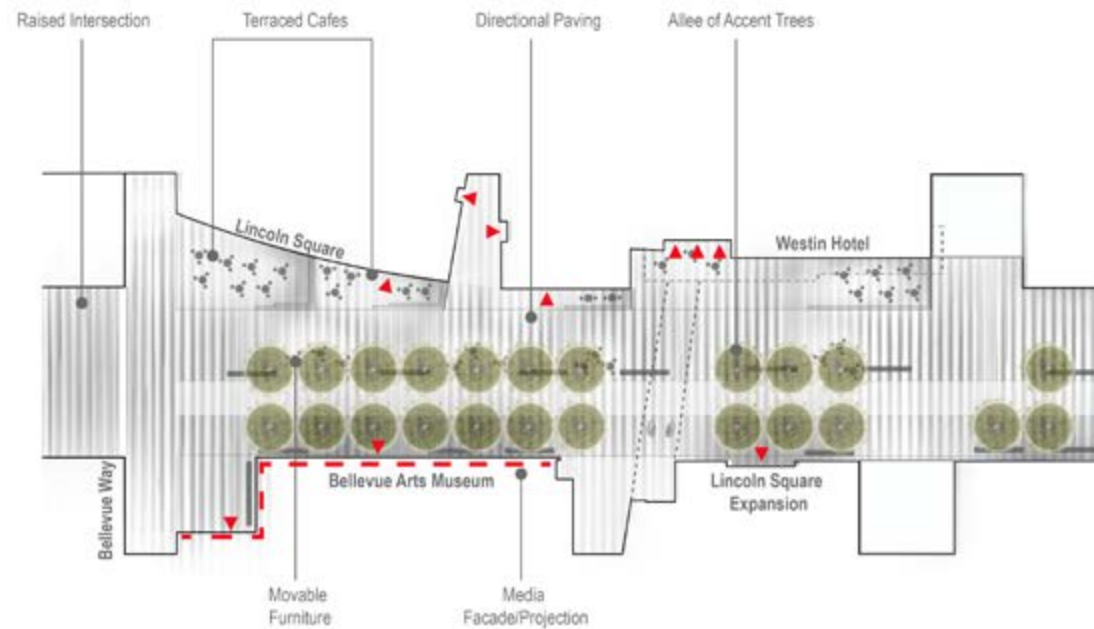 Raised Intersection
Terraced Cafes
Directional Paving
Allee of Accent Trees
Lincoln Square
Westin Hotel
Bellevue Way
Bellevue Arts Museum
Lincoln Square
Expansion
Movable
Furniture
Media
Facade/Projection